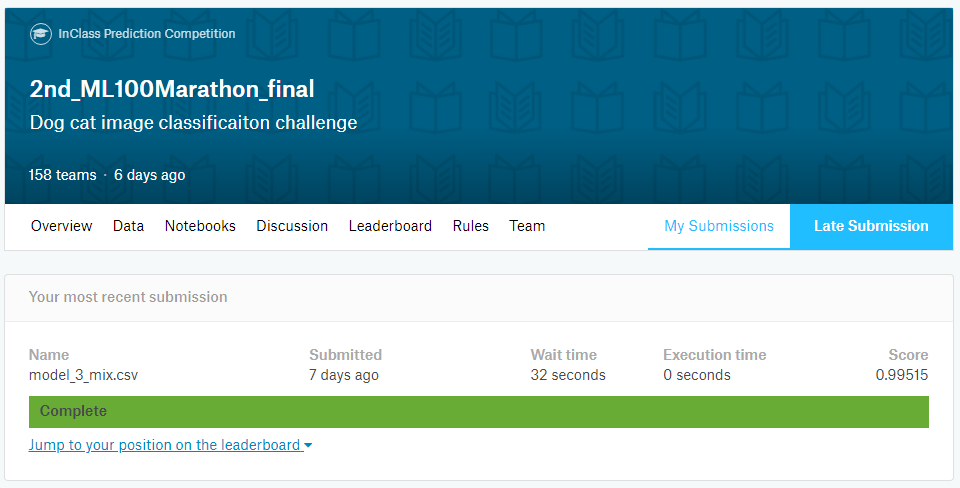 InClass Prediction Competition
2nd_ML100Marathon_final
Dog cat image classificaiton challenge
158 teams · 6 days ago
Overview Data Notebooks Discussion Leaderboard Rules Team My Submissions Late Submission
Your most recent submission
Name Submitted Wait time Execution time Score
model_3_mix.csv 7 days ago 32 seconds 0 seconds 0.99515
Complete
Jump to your position on the leaderboard